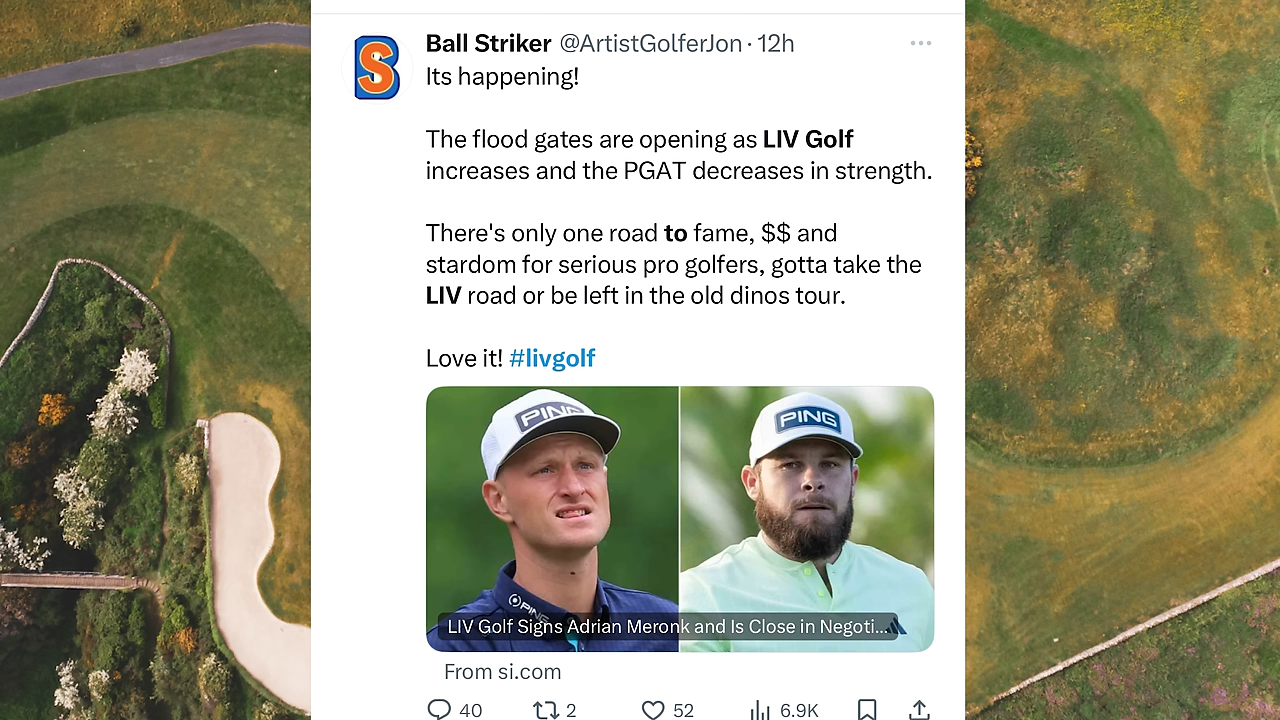 Ball Striker @ArtistGolferJon · 12h
Its happening!
The flood gates are opening as LIV Golf
increases and the PGAT decreases in strength.
There's only one road to fame, $$ and
stardom for serious pro golfers, gotta take the
LIV road or be left in the old dinos tour.
Love it! #livgolf
PING
PING
PING
LIV Golf Signs Adrian Meronk and Is Close in Negoti...
From si.com
40 2 52 6.9K